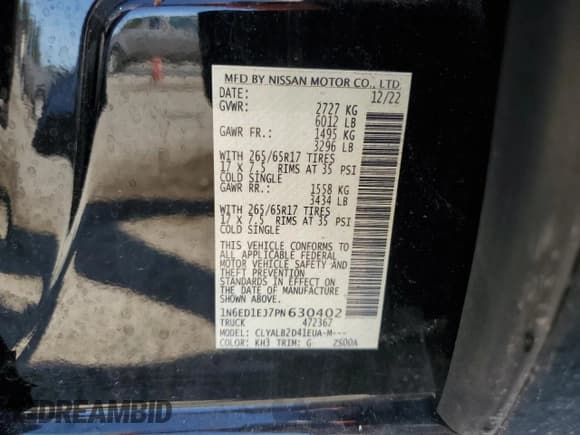 MFD BY NISSAN MOTOR CO., LTD
DATE: 12/22
GVWR: 2727 KG
6012 LB
GAWR FR.: 1495 KG
3296 LB
WITH 265/65R17 TIRES
17 X 7.5 RIMS AT 35 PSI
COLD SINGLE
GAWR RR.: 1558 KG
3434 LB
WITH 265/65R17 TIRES
17 X 7.5 RIMS AT 35 PSI
COLD SINGLE
THIS VEHICLE CONFORMS TO
ALL APPLICABLE FEDERAL
MOTOR VEHICLE SAFETY AND
THEFT PREVENTION
STANDARDS IN EFFECT ON
THE DATE OF MANUFACTURE
SHOWN ABOVE.
1N6ED1EJ7PN630402
TRUCK 472367
MODEL: CLYALB2D41EUA-M---
COLOR: KH3 TRIM: G 2500A
DREAMBID